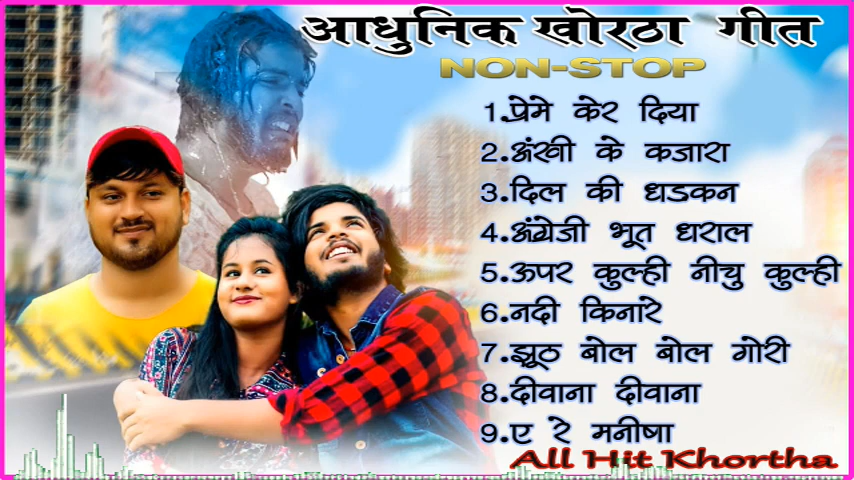 आधुनिक खोरठा गीत
NON-STOP
1.प्रेमे केर दिया
2.अंखी के कजारा
3.दिल की धडकन
4.अंग्रेजी भूत धराल
5.ऊपर कुल्ही नीचु कुल्ही
6.नदी किनारे
7.झुठ बोल बोल गोरी
8.दीवाना दीवाना
9.ए रे मनीषा
All Hit Khortha